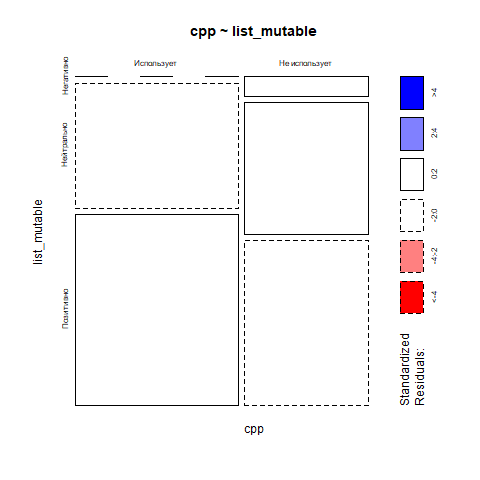 cpp ~ list_mutable
Использует
Не использует
Негативно
Нейтрально
Позитивно
list_mutable
cpp
>4
2:4
0:2
-2:0
-4:-2
<-4
Standardized
Residuals: